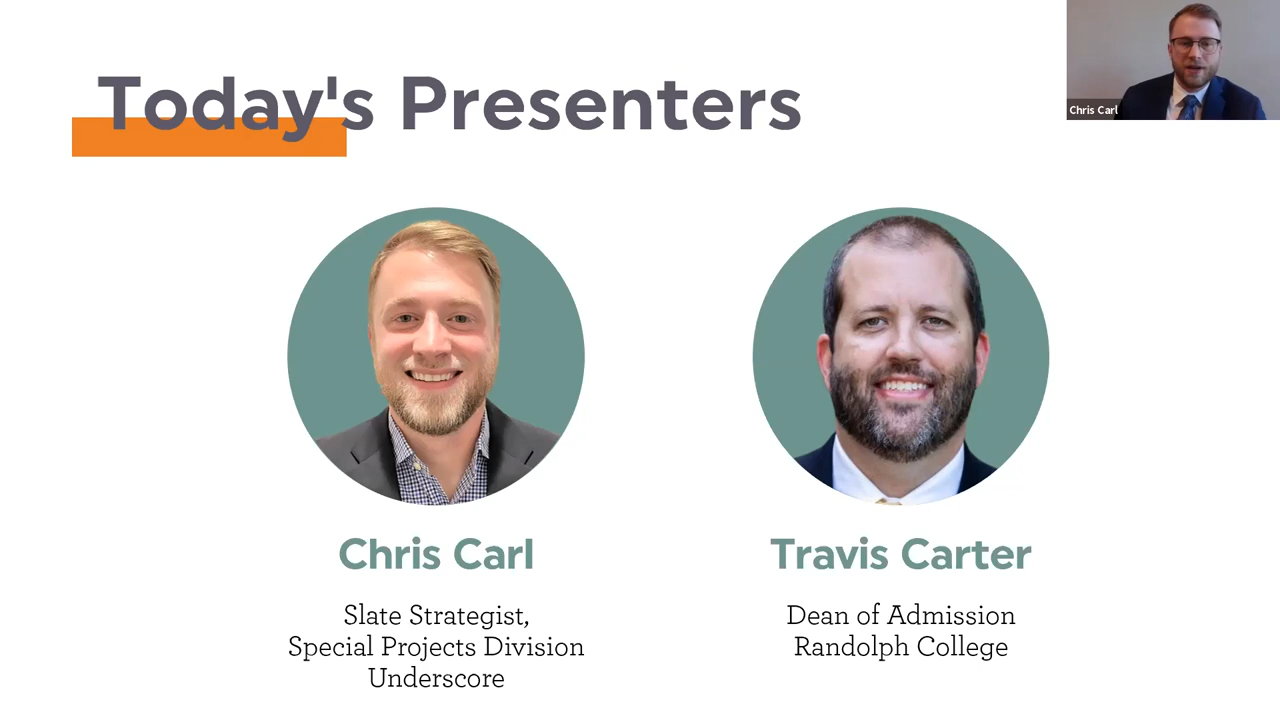 Today's Presenters
Chris Carl
Chris Carl
Travis Carter
Slate Strategist,
Special Projects Division
Underscore
Dean of Admission
Randolph College